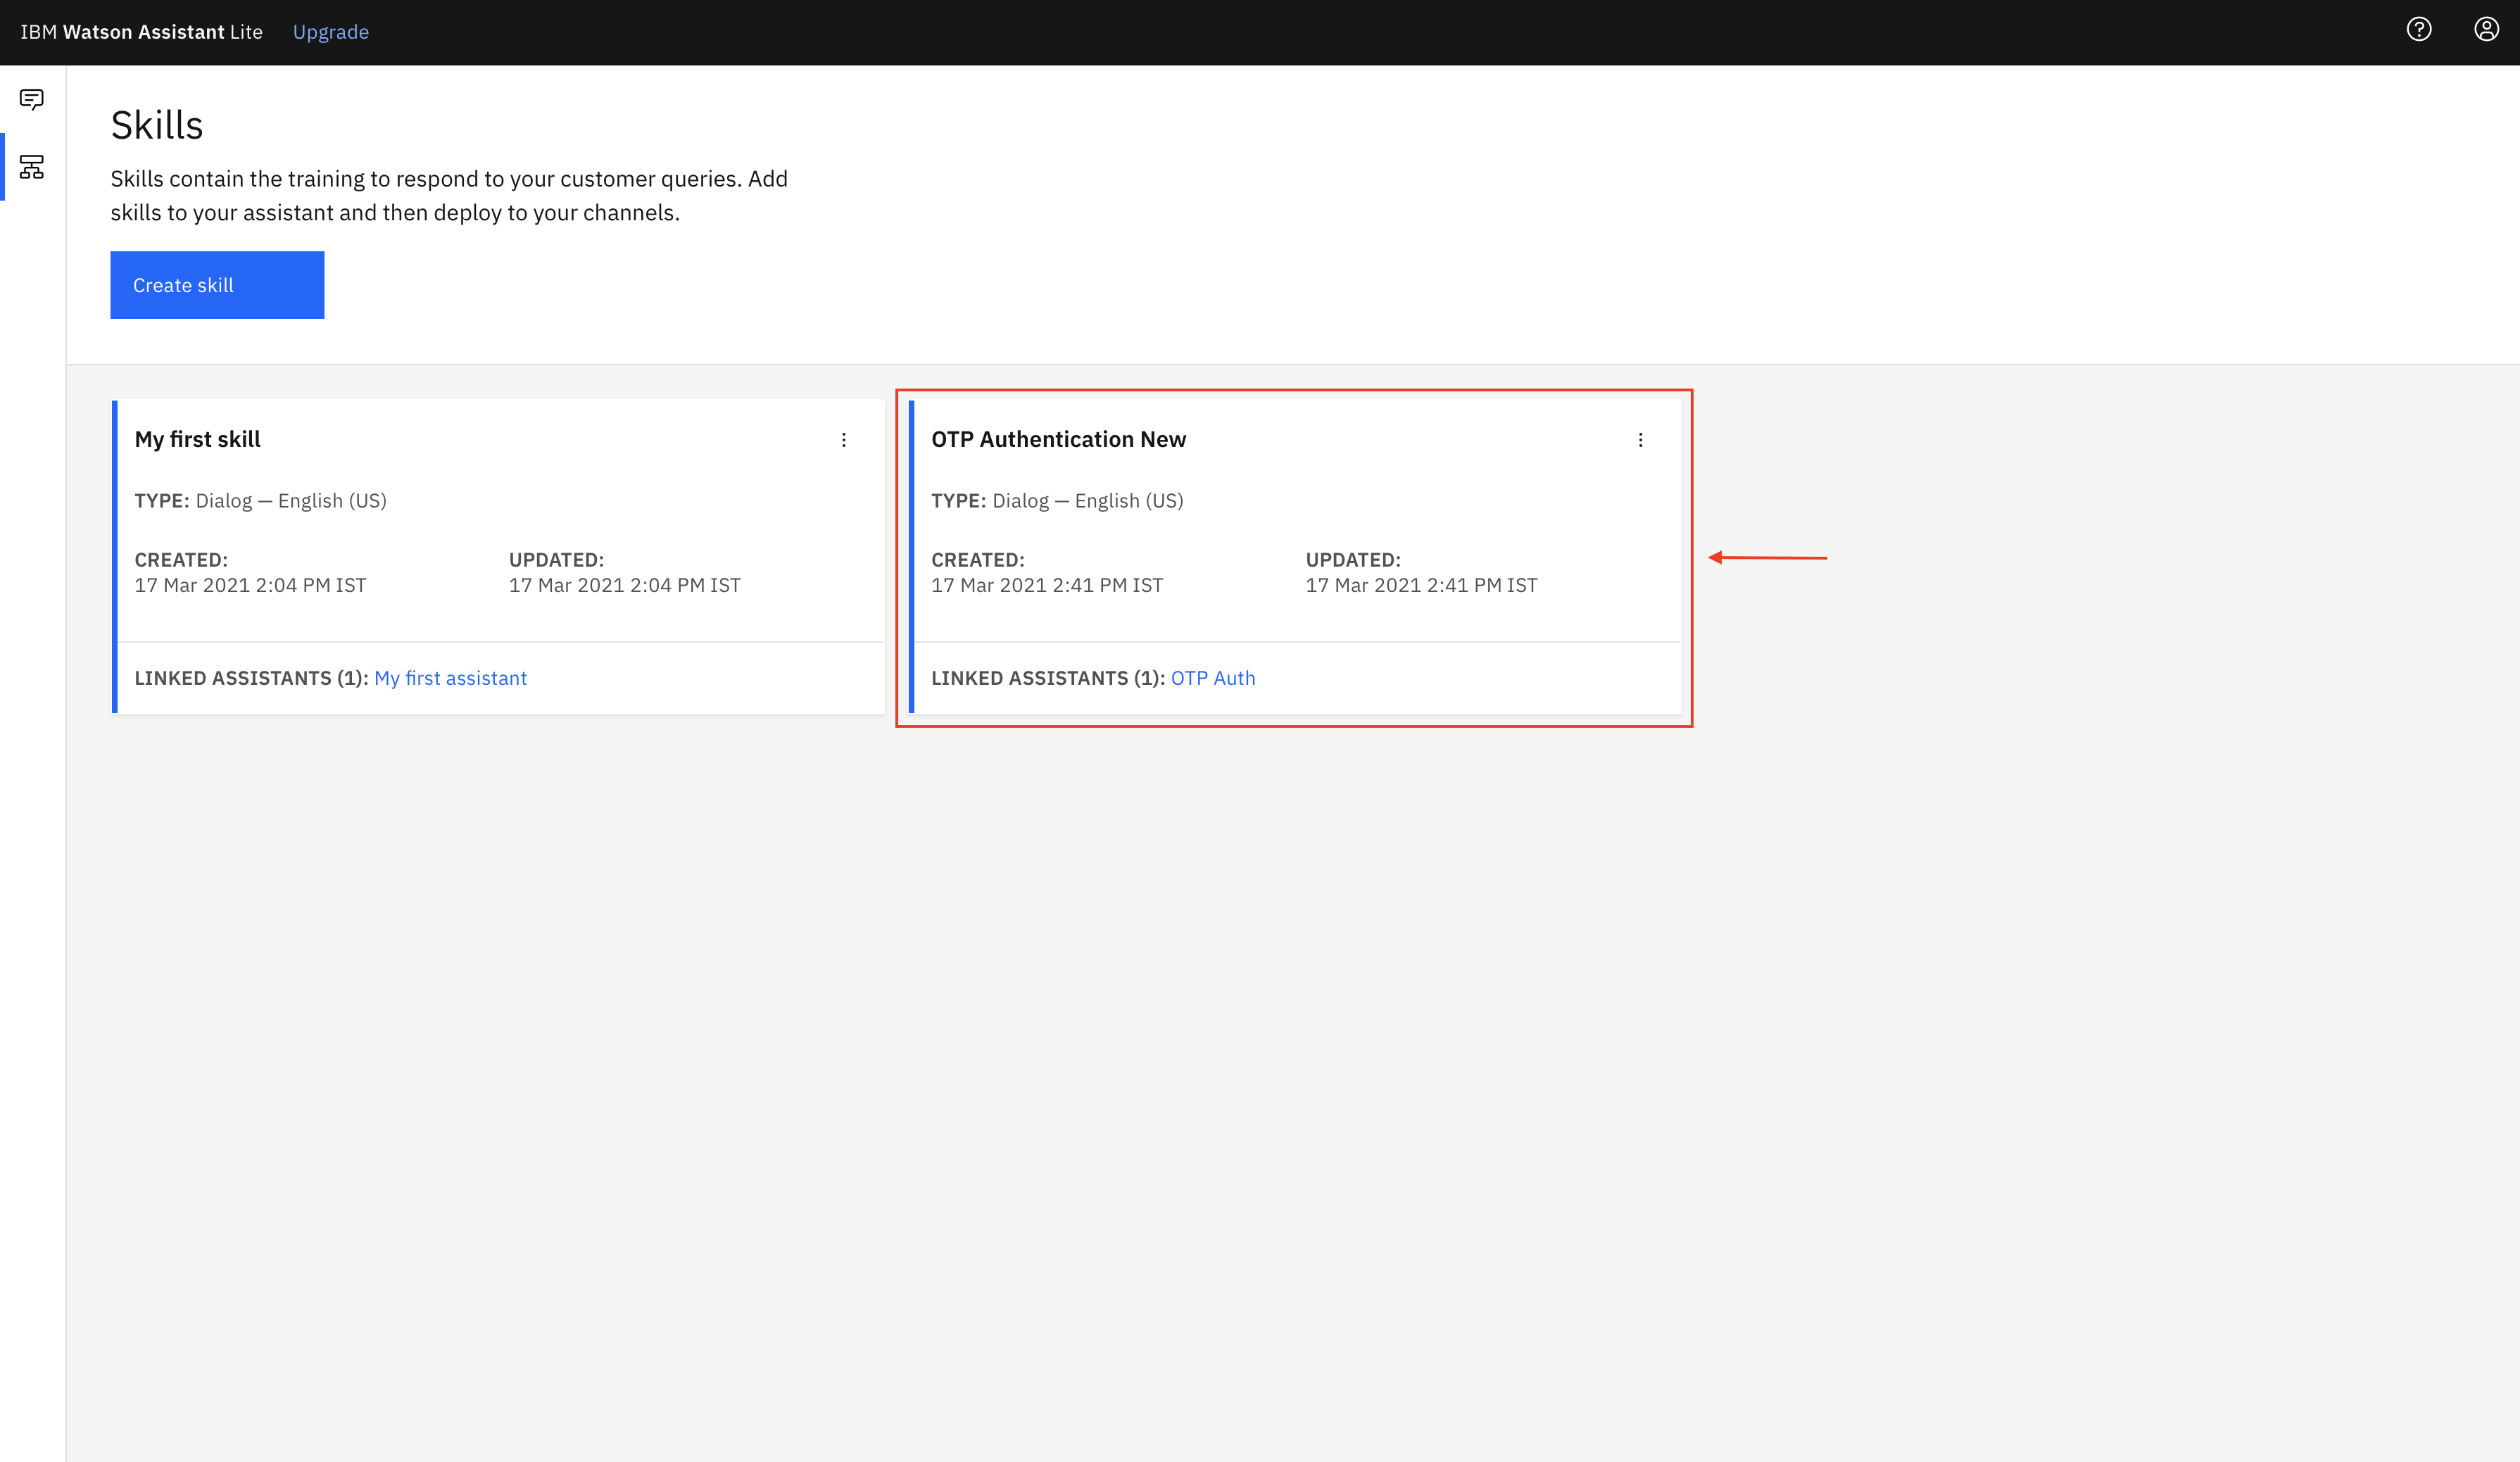 IBM Watson Assistant Lite Upgrade
Skills
Skills contain the training to respond to your customer queries. Add
skills to your assistant and then deploy to your channels.
Create skill
My first skill
TYPE: Dialog — English (US)
CREATED: UPDATED:
17 Mar 2021 2:04 PM IST 17 Mar 2021 2:04 PM IST
LINKED ASSISTANTS (1): My first assistant
OTP Authentication New
TYPE: Dialog — English (US)
CREATED: UPDATED:
17 Mar 2021 2:41 PM IST 17 Mar 2021 2:41 PM IST
LINKED ASSISTANTS (1): OTP Auth